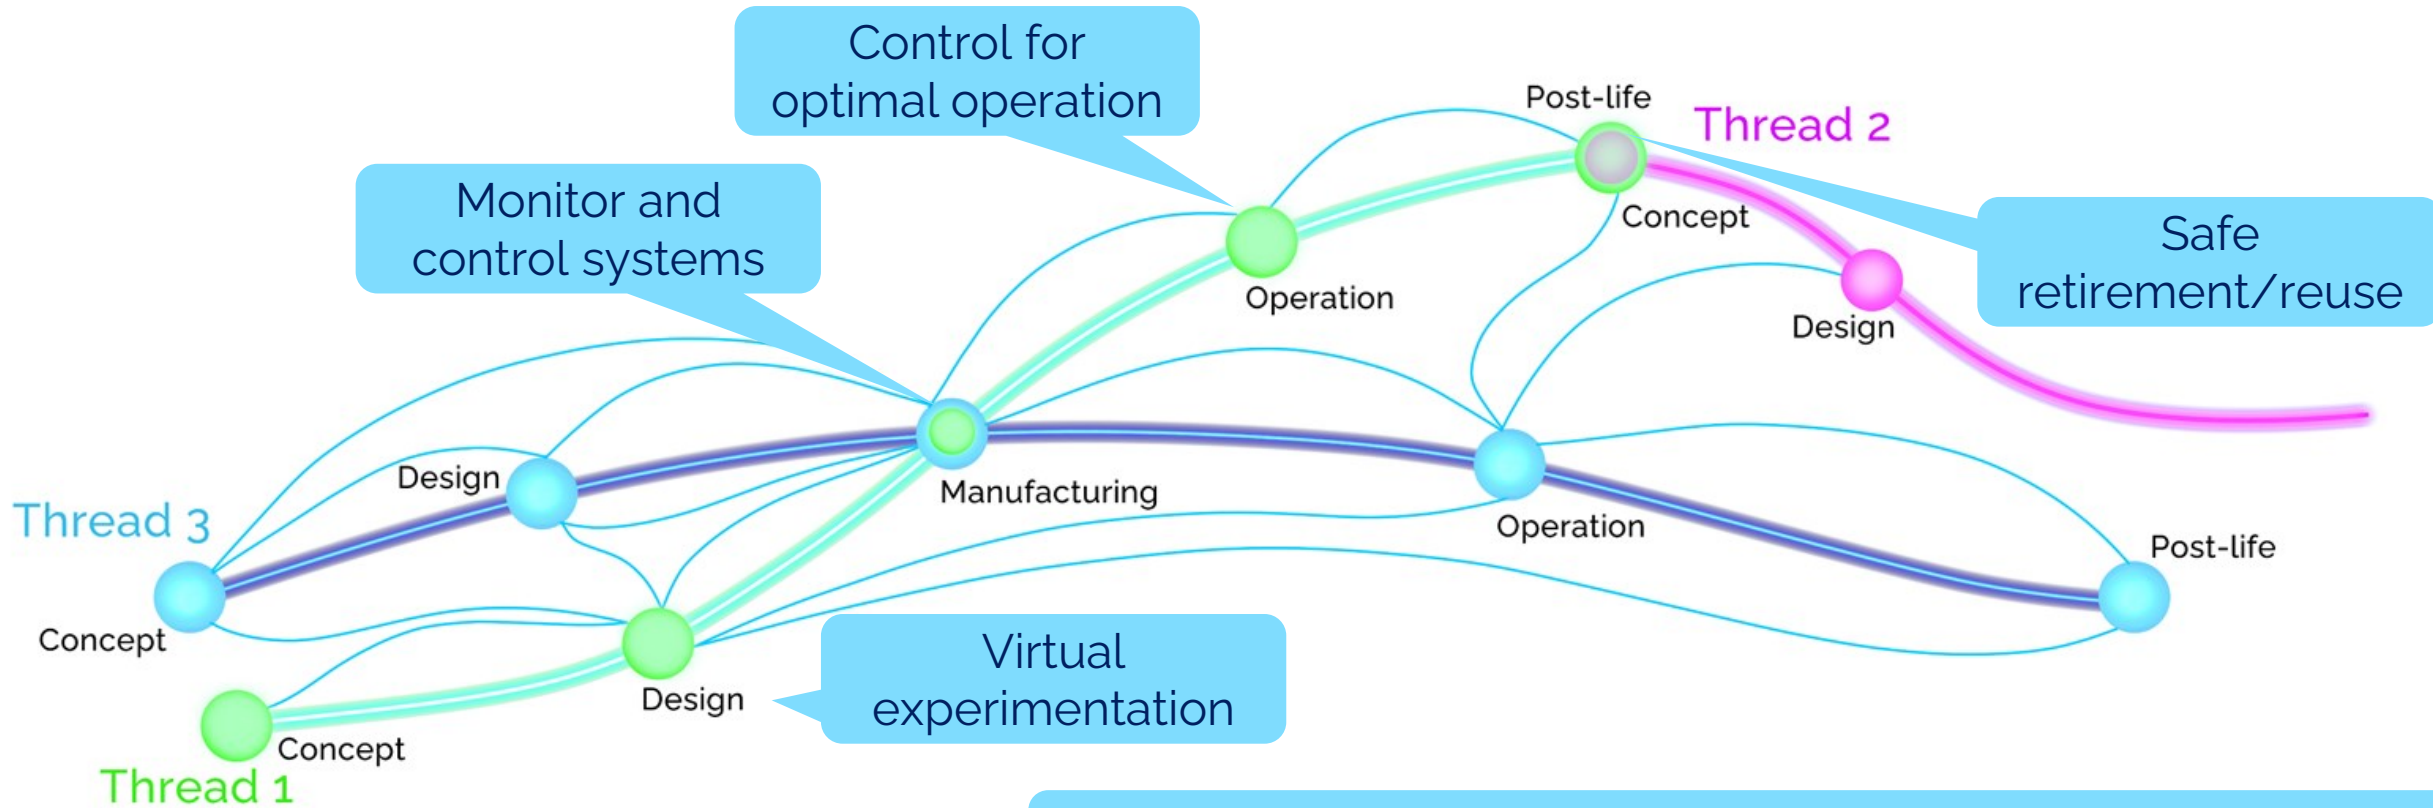 Control for
optimal operation
Post-life
Thread 2
Monitor and
control systems
Concept
Safe
retirement/reuse
Operation
Design
Design
Manufacturing
Thread 3
Operation
Post-life
Concept
Virtual
experimentation
Design
Concept
Thread 1